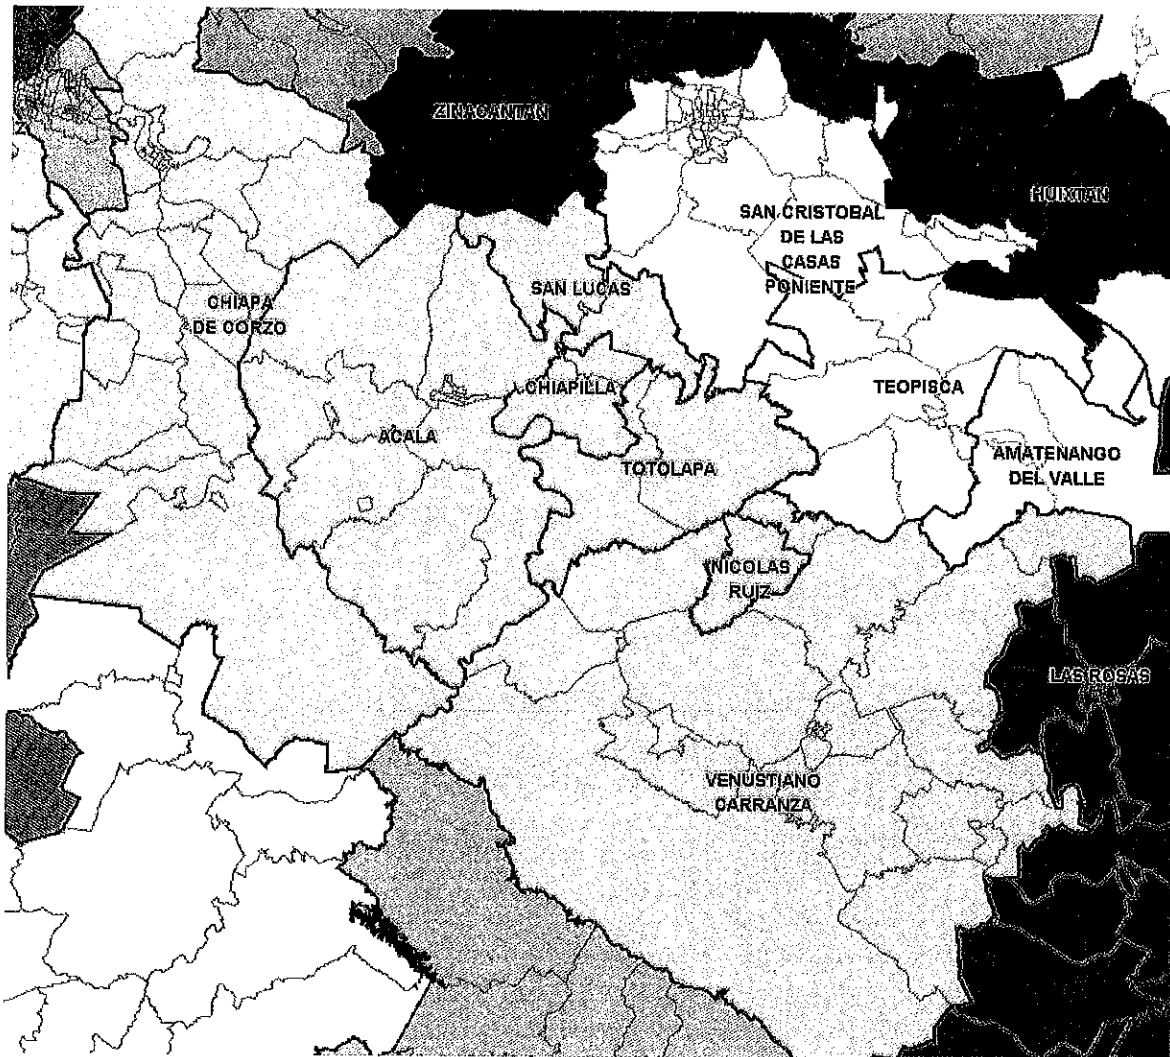 ZINACANTAN
HUIXTAN
SAN CRISTOBAL
DE LAS
CASAS
PONIENTE
SAN LUCAS
CHIAPA
DE CORZO
CHIAPILLA
TEOPISCA
ACALA
TOTOLAPA
AMATENANGO
DEL VALLE
NICOLAS
RUIZ
LAS ROSAS
VENUSTIANO
CARRANZA